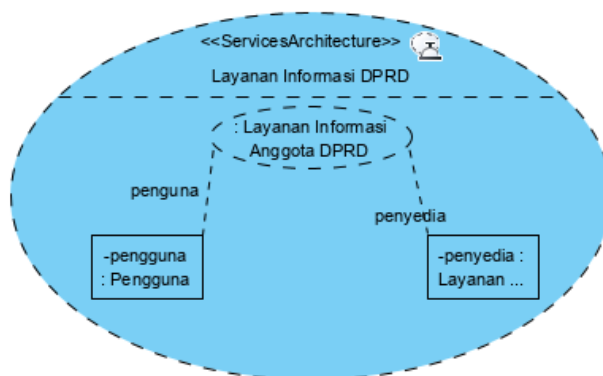 <<ServicesArchitecture>>
Layanan Informasi DPRD
: Layanan Informasi
Anggota DPRD
penguna
penyedia
-pengguna
: Pengguna
-penyedia :
Layanan ...